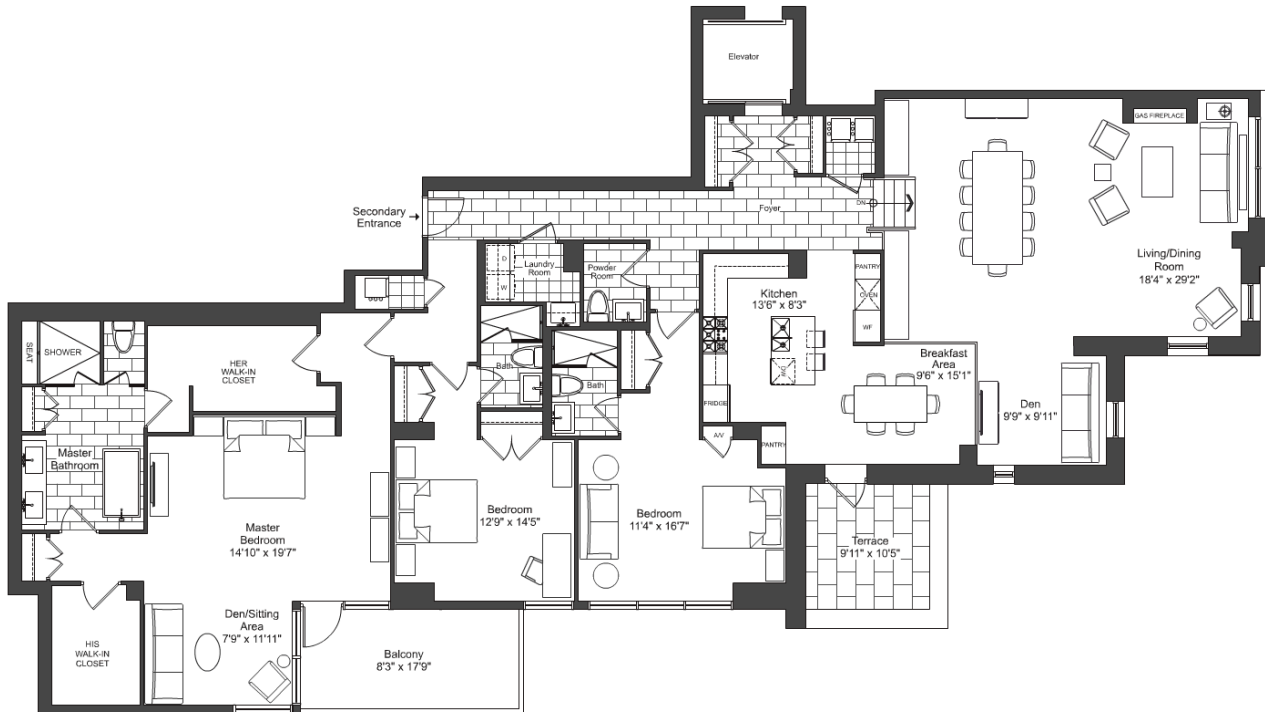 Elevator
GAS FIREPLACE
Secondary
Entrance
Foyer
DN
Living/Dining
Room
18'4" x 29'2"
D
W
Laundry
Room
Powder
Room
PANTRY
OVEN
WF
Kitchen
13'6" x 8'3"
FRIDGE
DW
Breakfast
Area
9'6" x 15'1"
Den
9'9" x 9'11"
SEAT
SHOWER
HER
WALK-IN
CLOSET
Bath
Bath
A/V
PANTRY
Master
Bathroom
Master
Bedroom
14'10" x 19'7"
Bedroom
12'9" x 14'5"
Bedroom
11'4" x 16'7"
Terrace
9'11" x 10'5"
Den/Sitting
Area
7'9" x 11'11"
HIS
WALK-IN
CLOSET
Balcony
8'3" x 17'9"